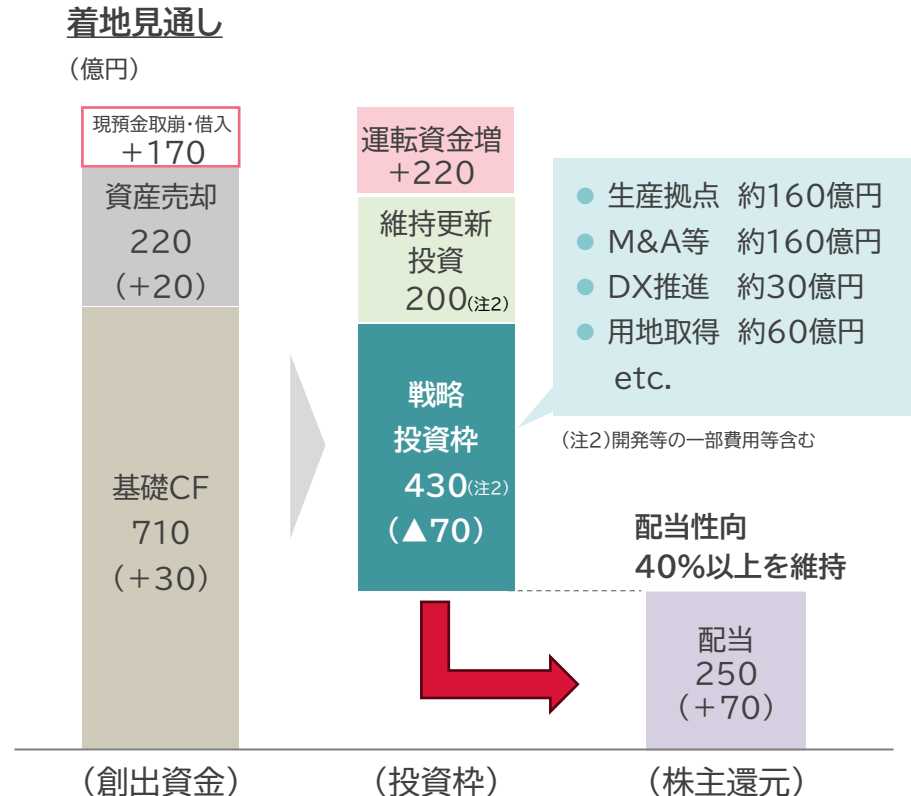 着地見通し
（億円）
現預金取崩・借入
+170
資産売却
220
（+20）
基礎CF
710
（+30）
（創出資金）
運転資金増
+220
維持更新
投資
200(注2)
戦略
投資枠
430(注2)
（▲70）
（投資枠）
● 生産拠点 約160億円
● M&A等 約160億円
● DX推進 約30億円
● 用地取得 約60億円
etc.
（注2）開発等の一部費用等含む
配当性向
40%以上を維持
配当
250
（+70）
（株主還元）